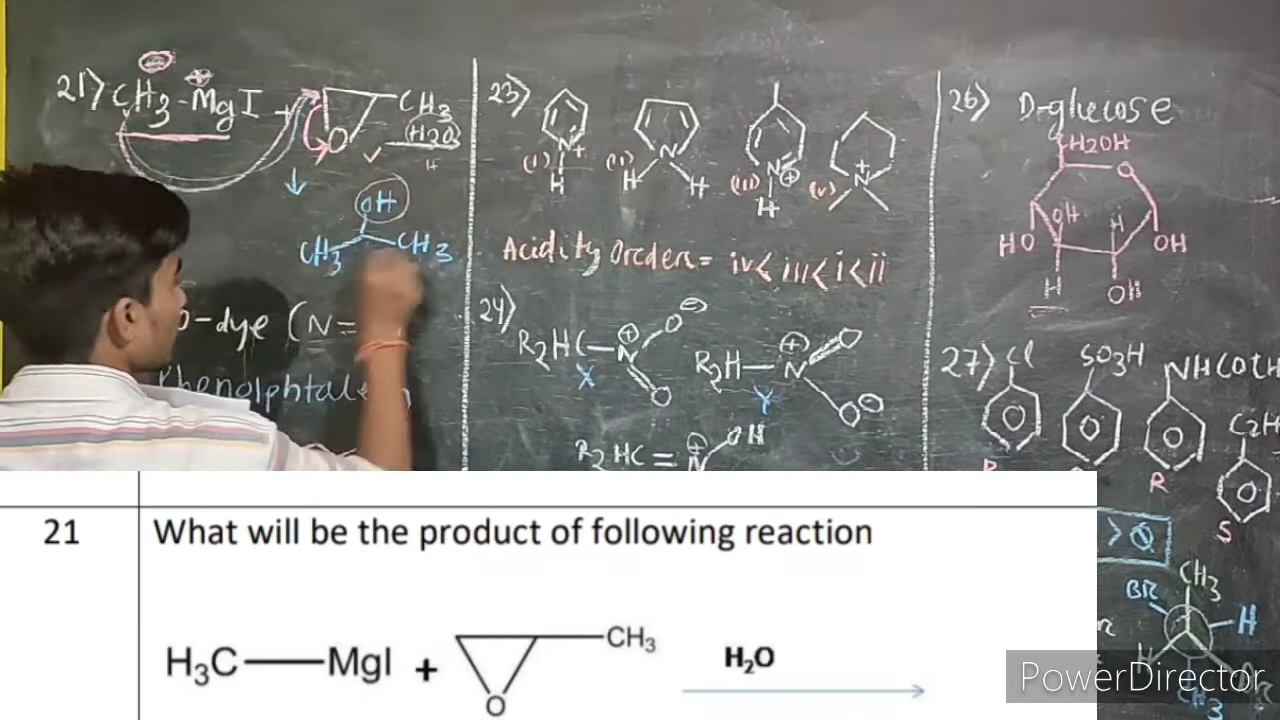 21) CH3-MgI + CH3
H2O
H
OH
CH3 CH3
-dye (N=
Phenolphtale
23)
N+ N N⊕ N+
(i) (ii) (iii) (iv)
H H H H
Acidity Order = iv< iii< i< ii
24)
R2HC-N⊕ O⊖
O
X
R2H-N⊕ O
O⊖
Y
R2HC=N⊕ OH
26) D-glucose
CH2OH
O
OH H
HO OH
H OH
27) Cl SO3H NHCOCH
C2H
R
S
> Q
CH3
Br H
CH3
21 What will be the product of following reaction
H3C—MgI + CH3
O
H2O
PowerDirector